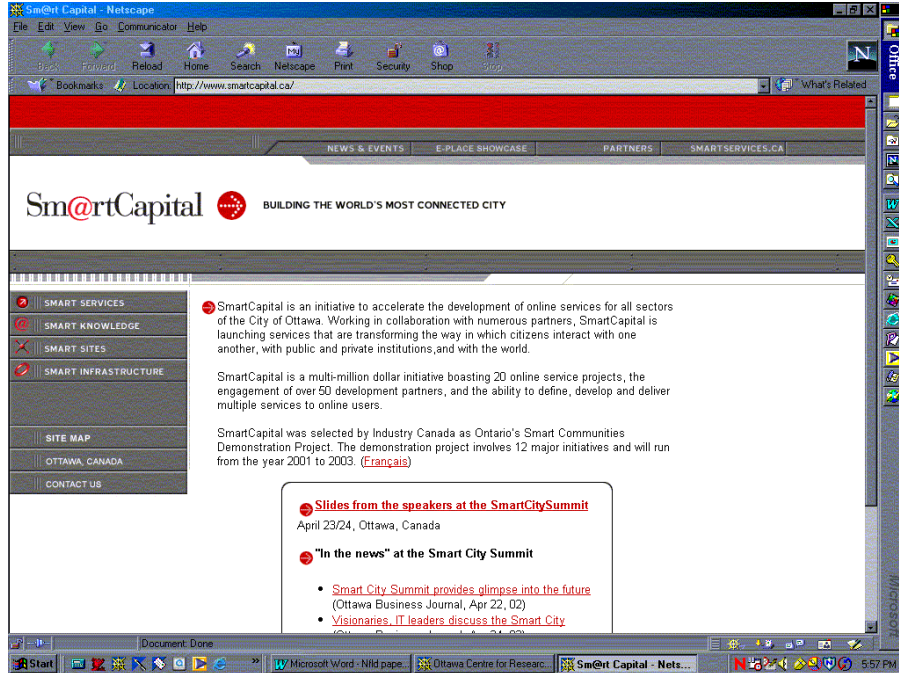 Sm@rt Capital - Netscape
File Edit View Go Communicator Help
Back Forward Reload Home Search Netscape Print Security Shop Stop
My
N
Office
Bookmarks Location: http://www.smartcapital.ca/ What's Related
NEWS & EVENTS E-PLACE SHOWCASE PARTNERS SMARTSERVICES.CA
Sm@rtCapital BUILDING THE WORLD'S MOST CONNECTED CITY
SMART SERVICES
SMART KNOWLEDGE
SMART SITES
SMART INFRASTRUCTURE
SITE MAP
OTTAWA, CANADA
CONTACT US
SmartCapital is an initiative to accelerate the development of online services for all sectors
of the City of Ottawa. Working in collaboration with numerous partners, SmartCapital is
launching services that are transforming the way in which citizens interact with one
another, with public and private institutions,and with the world.
SmartCapital is a multi-million dollar initiative boasting 20 online service projects, the
engagement of over 50 development partners, and the ability to define, develop and deliver
multiple services to online users.
SmartCapital was selected by Industry Canada as Ontario's Smart Communities
Demonstration Project. The demonstration project involves 12 major initiatives and will run
from the year 2001 to 2003. (Français)
Slides from the speakers at the SmartCitySummit
April 23/24, Ottawa, Canada
"In the news" at the Smart City Summit
• Smart City Summit provides glimpse into the future
(Ottawa Business Journal, Apr 22, 02)
• Visionaries, IT leaders discuss the Smart City
Microsoft
Document: Done
Start » Microsoft Word - Nfld pape... Ottawa Centre for Researc... Sm@rt Capital - Nets... 5:57 PM